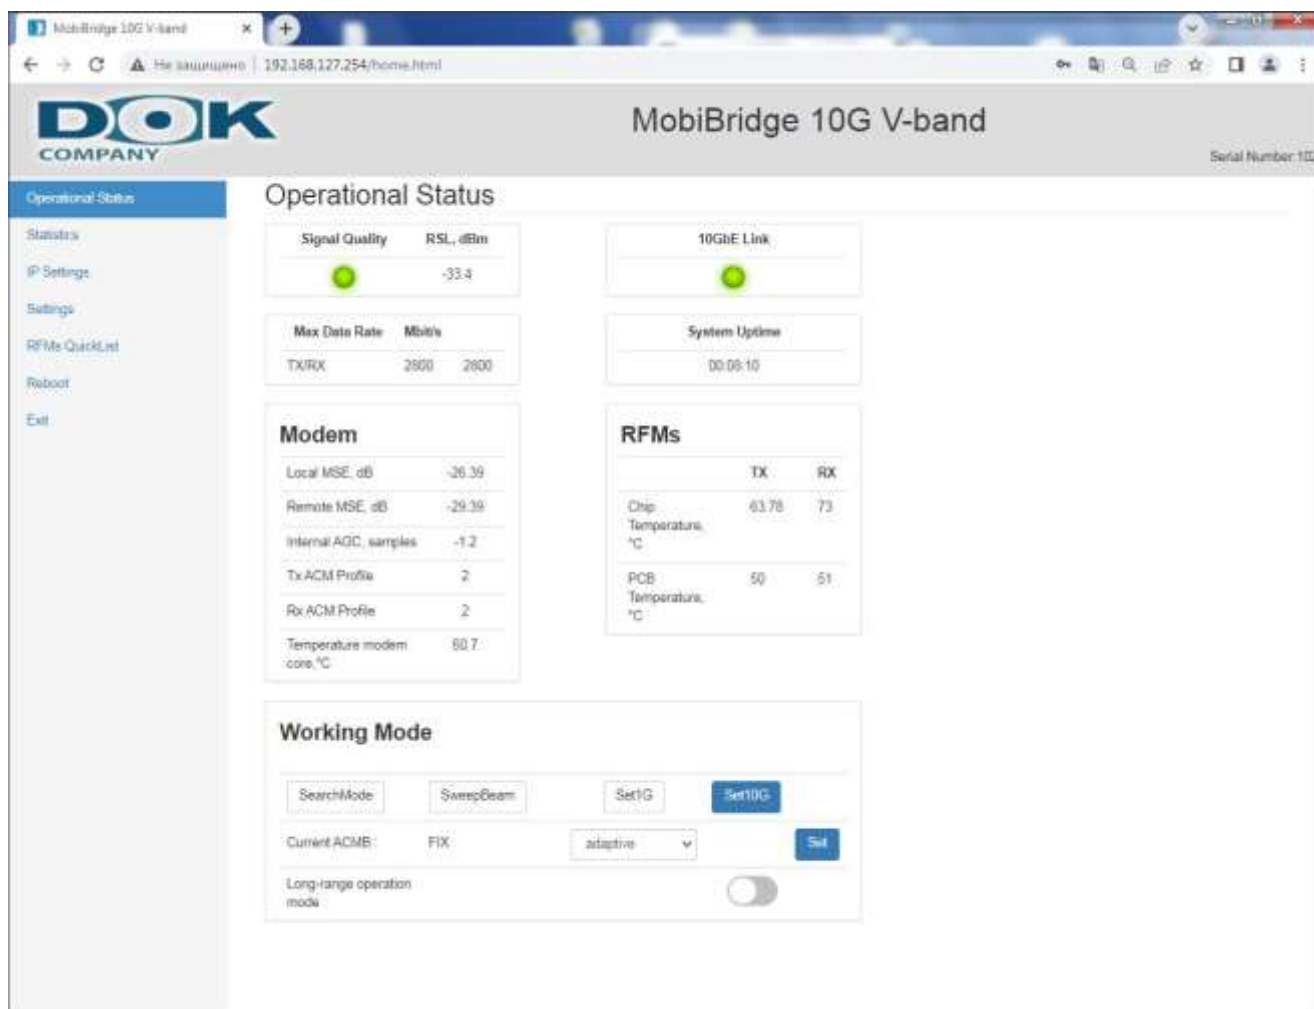 MobiBridge 10G V-band
Не защищено 192.168.127.254/home.html
DOK
COMPANY
MobiBridge 10G V-band
Serial Number 102
Operational Status
Statistics
IP Settings
Settings
RFMs QuickList
Reboot
Exit
Operational Status
Signal Quality RSL, dBm
-33.4
10GbE Link
Max Data Rate Mbit/s
TX/RX 2800 2800
System Uptime
00:08:10
Modem
Local MSE, dB -26.39
Remote MSE, dB -29.39
Internal AGC, samples -1.2
Tx ACM Profile 2
Rx ACM Profile 2
Temperature modem
core,°C 60.7
RFMs
TX RX
Chip 63.78 73
Temperature,
°C
PCB 50 51
Temperature,
°C
Working Mode
SearchMode SweepBeam Set1G Set10G
Current ACMB : FIX adaptive Set
Long-range operation
mode